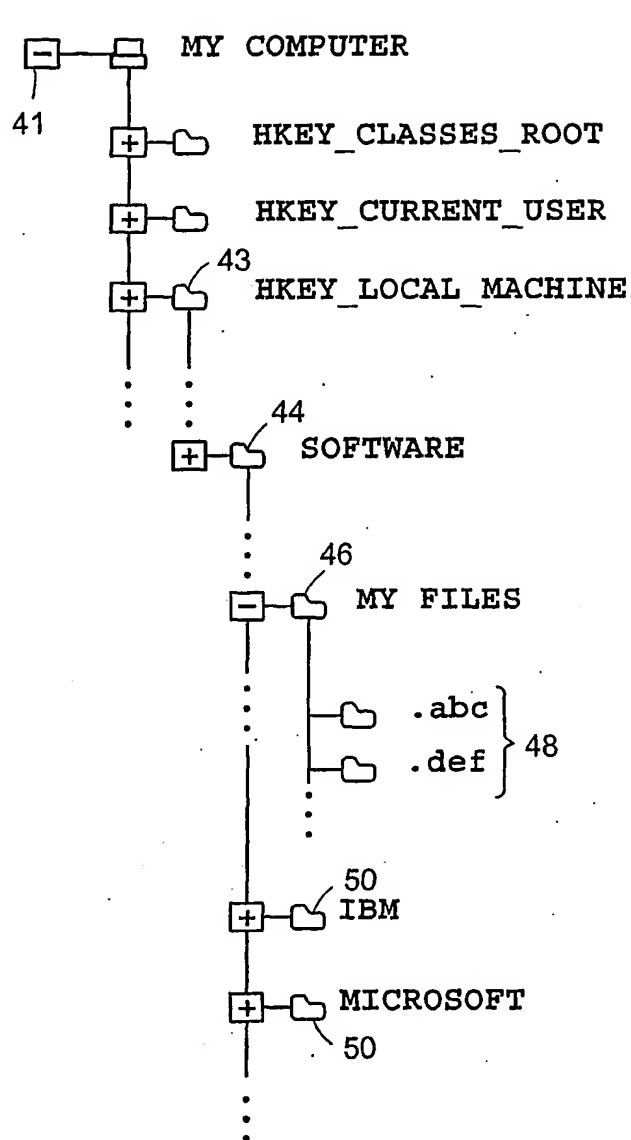 MY COMPUTER
41
HKEY_CLASSES_ROOT
HKEY_CURRENT_USER
43
HKEY_LOCAL_MACHINE
44
SOFTWARE
46
MY FILES
.abc
.def
48
50
IBM
MICROSOFT
50